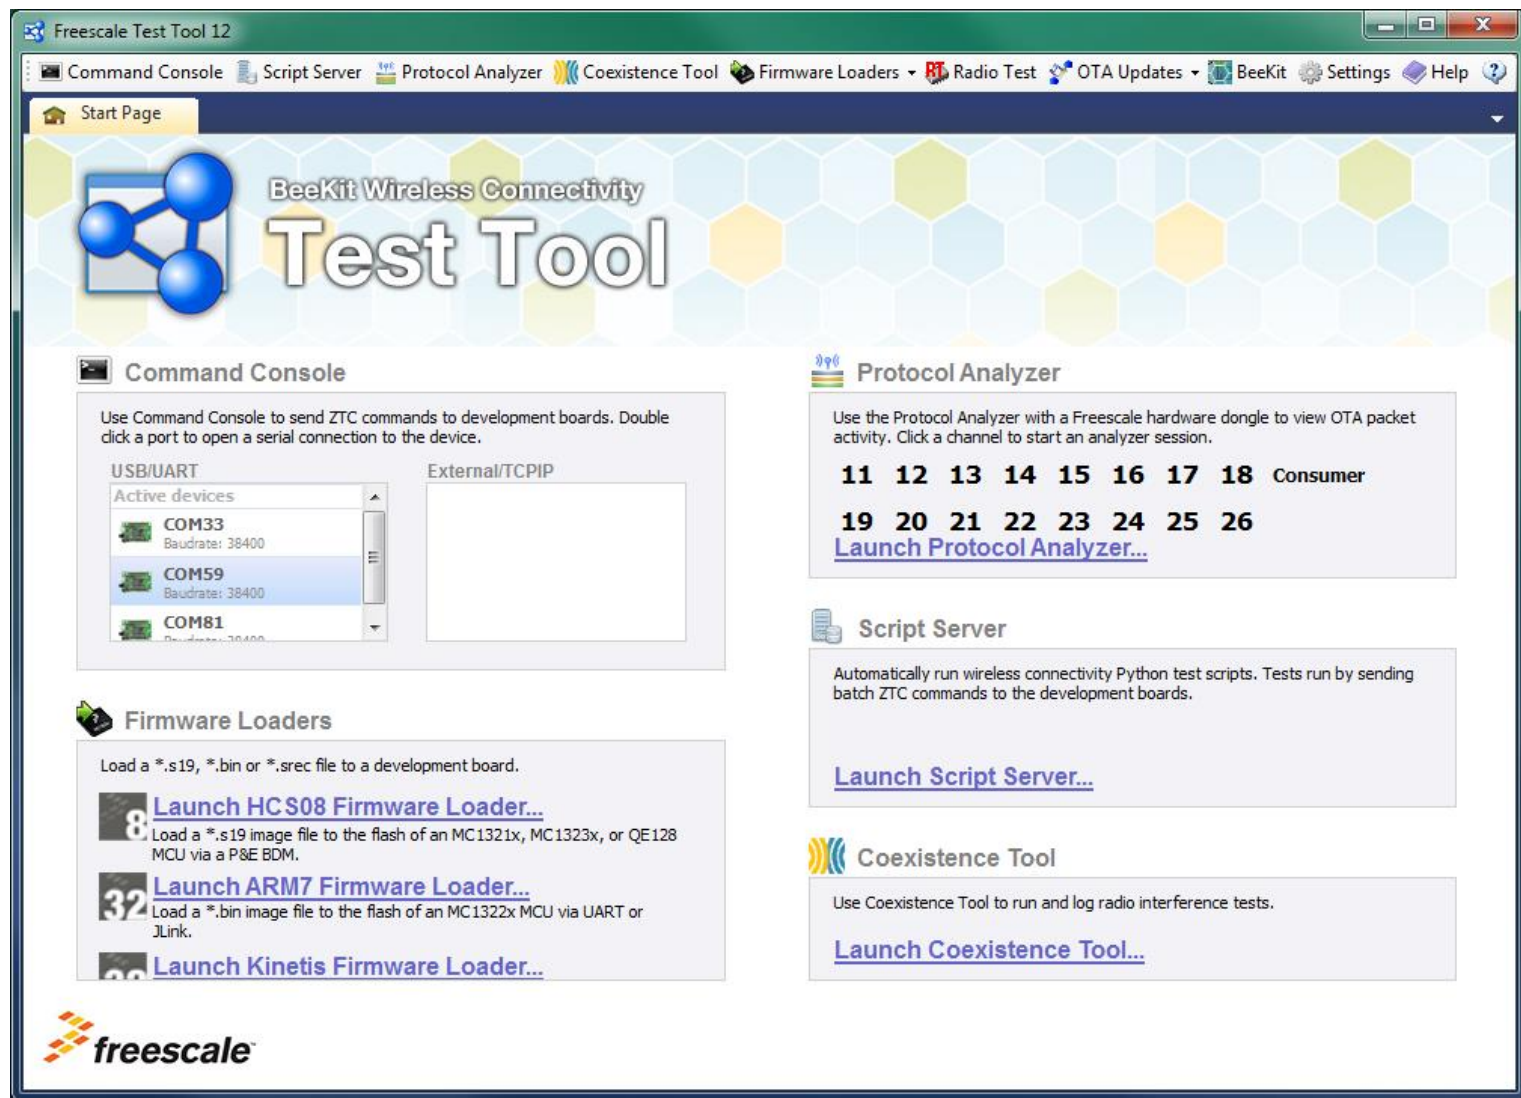 Freescale Test Tool 12
Command Console Script Server Protocol Analyzer Coexistence Tool Firmware Loaders Radio Test OTA Updates BeeKit Settings Help
Start Page
BeeKit Wireless Connectivity
Test Tool
Command Console
Use Command Console to send ZTC commands to development boards. Double
click a port to open a serial connection to the device.
USB/UART External/TCPIP
Active devices
COM33
Baudrate: 38400
COM59
Baudrate: 38400
COM81
Firmware Loaders
Load a *.s19, *.bin or *.srec file to a development board.
8
Launch HCS08 Firmware Loader...
Load a *.s19 image file to the flash of an MC1321x, MC1323x, or QE128
MCU via a P&E BDM.
32
Launch ARM7 Firmware Loader...
Load a *.bin image file to the flash of an MC1322x MCU via UART or
JLink.
Launch Kinetis Firmware Loader...
Protocol Analyzer
Use the Protocol Analyzer with a Freescale hardware dongle to view OTA packet
activity. Click a channel to start an analyzer session.
11 12 13 14 15 16 17 18 Consumer
19 20 21 22 23 24 25 26
Launch Protocol Analyzer...
Script Server
Automatically run wireless connectivity Python test scripts. Tests run by sending
batch ZTC commands to the development boards.
Launch Script Server...
Coexistence Tool
Use Coexistence Tool to run and log radio interference tests.
Launch Coexistence Tool...
freescale